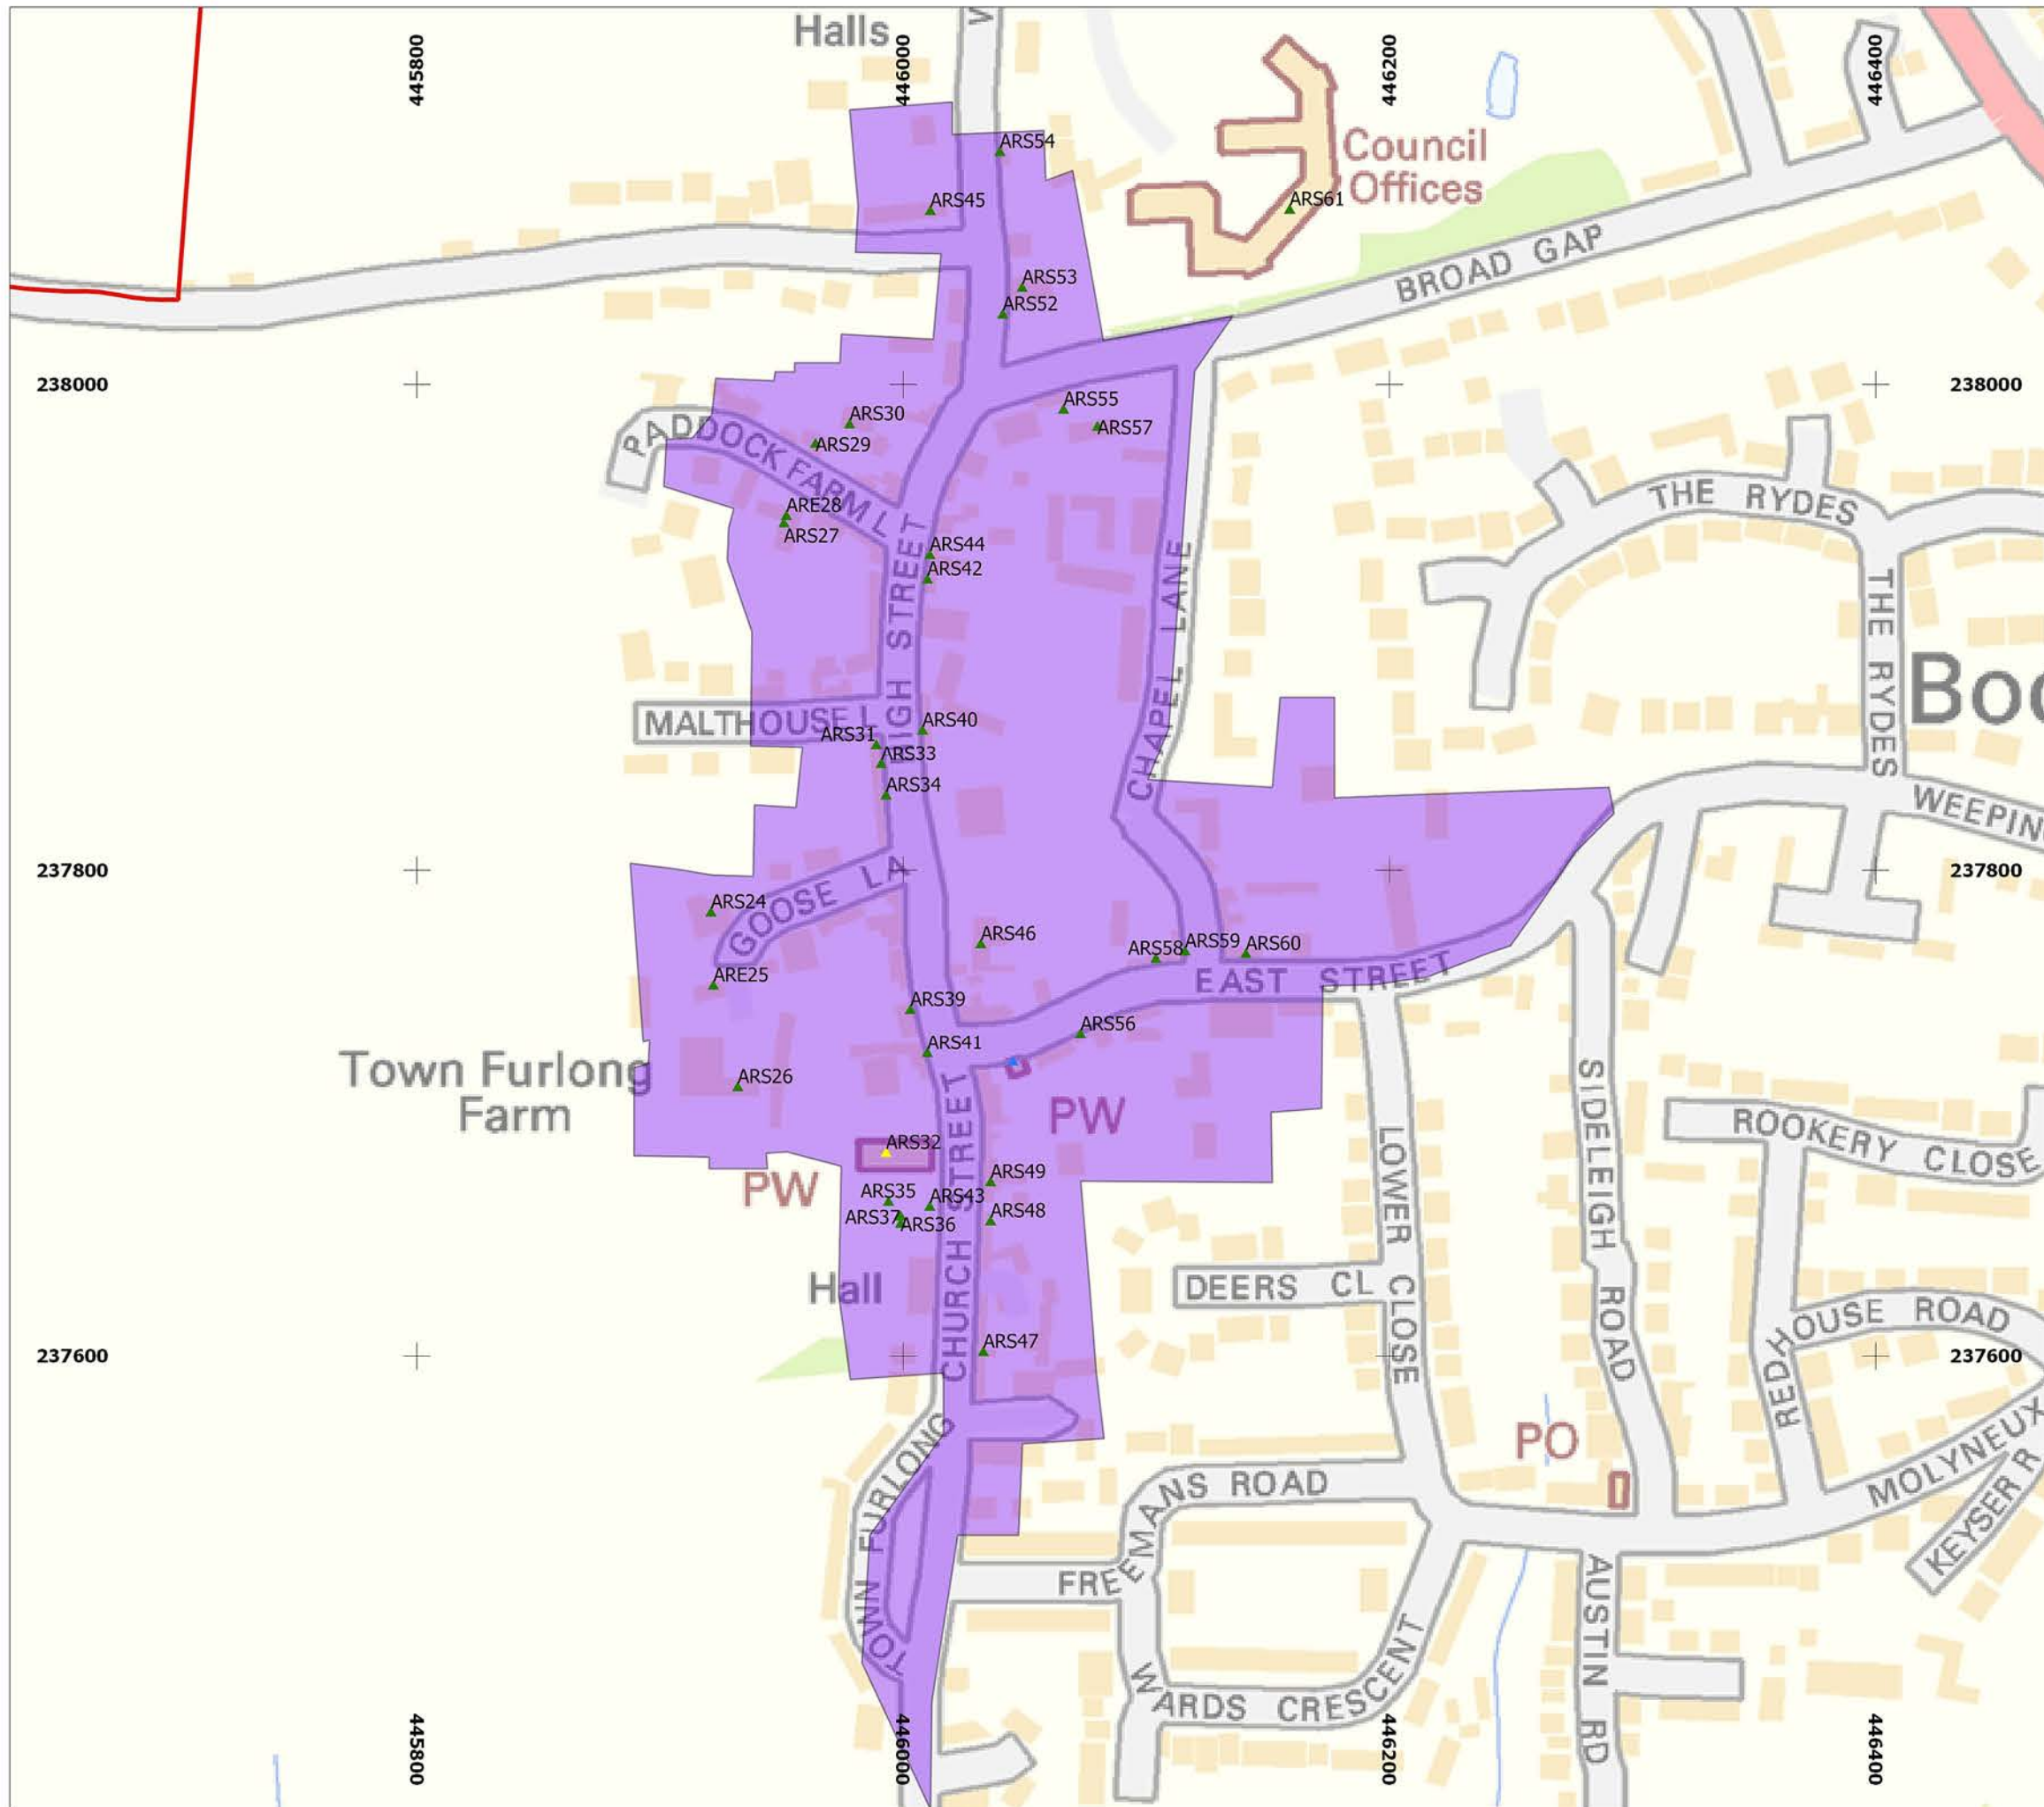 Halls
V
445800
446000
446200
446400
ARS54
Council
Offices
ARS45
ARS61
BROAD GAP
ARS53
ARS52
238000
238000
ARS55
ARS30
ARS57
ARS29
PADDOCK FARM L
THE RYDES
ARE28
ARS27
ARS44
ARS42
HIGH STREET
CHAPEL LANE
THE RYDES
Boo
MALTHOUSE L
ARS40
ARS31
ARS33
ARS34
WEEPIN
237800
237800
GOOSE LA
ARS24
ARS46
ARS58
ARS59
ARS60
EAST STREET
ARE25
ARS39
ARS56
ARS41
Town Furlong
Farm
ARS26
PW
SIDELEIGH ROAD
ROOKERY CLOSE
ARS32
CHURCH STREET
LOWER CLOSE
PW
ARS49
ARS35
ARS43
ARS37
ARS36
ARS48
Hall
DEERS CL
HOUSE ROAD
RED
ARS47
237600
237600
TOWN FURLONG
PO
FREEMANS ROAD
MOLYNEUX
KEYSER R
FRE
AUSTIN RD
WARDS CRESCENT
445800
446000
446200
446400